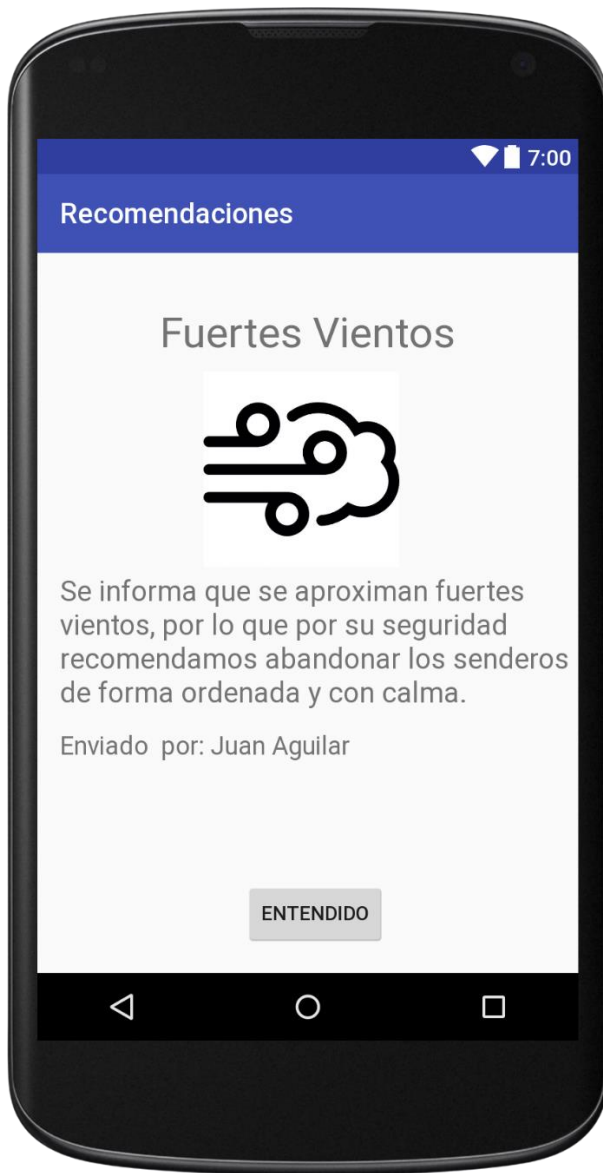 7:00
Recomendaciones
Fuertes Vientos
Se informa que se aproximan fuertes
vientos, por lo que por su seguridad
recomendamos abandonar los senderos
de forma ordenada y con calma.
Enviado  por: Juan Aguilar
ENTENDIDO